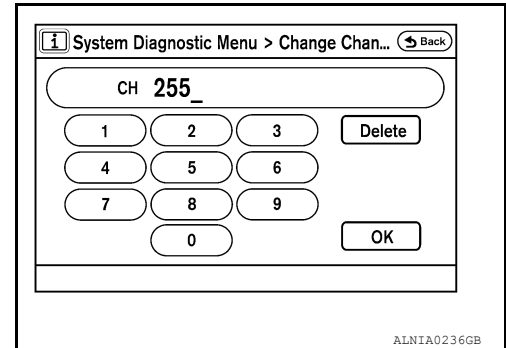 i System Diagnostic Menu > Change Chan... Back
CH 255_
1 2 3 Delete
4 5 6
7 8 9
0 OK
ALNIA0236GB